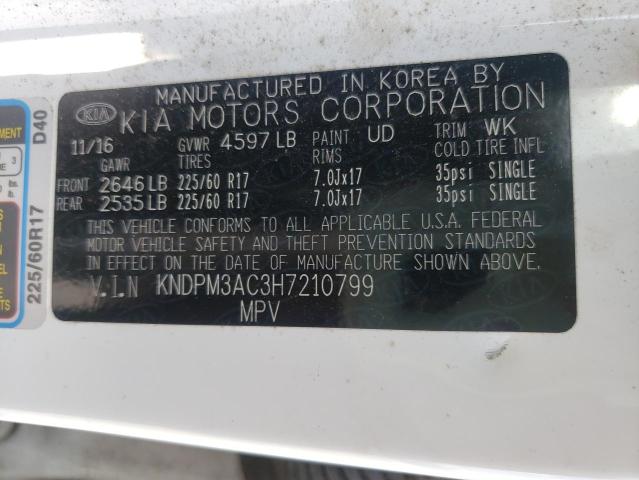 MANUFACTURED IN KOREA BY
KIA KIA MOTORS CORPORATION
11/16 GVWR 4597 LB PAINT UD TRIM WK
GAWR TIRES RIMS COLD TIRE INFL
FRONT 2646 LB 225/60 R17 7.0Jx17 35psi SINGLE
REAR 2535 LB 225/60 R17 7.0Jx17 35psi SINGLE
THIS VEHICLE CONFORMS TO ALL APPLICABLE U.S.A. FEDERAL
MOTOR VEHICLE SAFETY AND THEFT PREVENTION STANDARDS
IN EFFECT ON THE DATE OF MANUFACTURE SHOWN ABOVE.
V.I.N KNDPM3AC3H7210799
MPV
225/60R17 D40
3